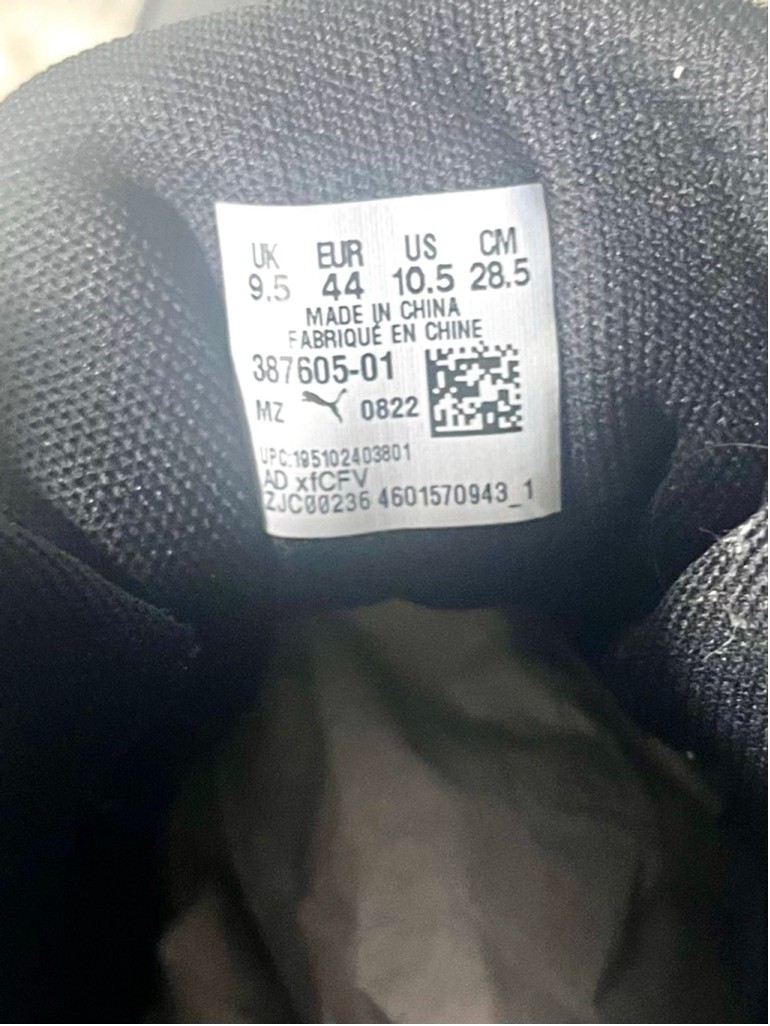 UK EUR US CM
9.5 44 10.5 28.5
MADE IN CHINA
FABRIQUÉ EN CHINE
387605-01
MZ 0822
UPC:195102403801
AD xfCFV
ZJC00236 4601570943_1